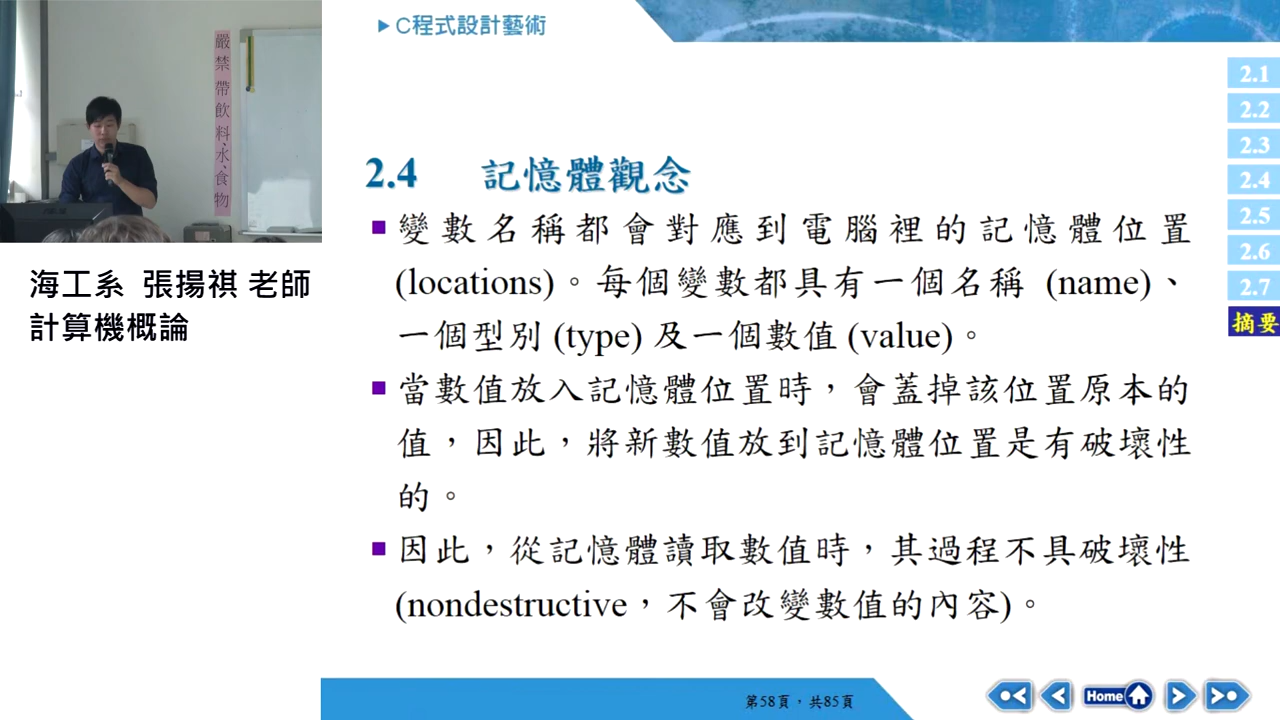 嚴禁帶飲料、水、食物
海工系 張揚祺 老師
計算機概論
C程式設計藝術
2.4 記憶體觀念
變數名稱都會對應到電腦裡的記憶體位置
(locations)。每個變數都具有一個名稱 (name)、
一個型別 (type) 及一個數值 (value)。
當數值放入記憶體位置時，會蓋掉該位置原本的
值，因此，將新數值放到記憶體位置是有破壞性
的。
因此，從記憶體讀取數值時，其過程不具破壞性
(nondestructive，不會改變數值的內容)。
2.1
2.2
2.3
2.4
2.5
2.6
2.7
摘要
第58頁，共85頁
Home